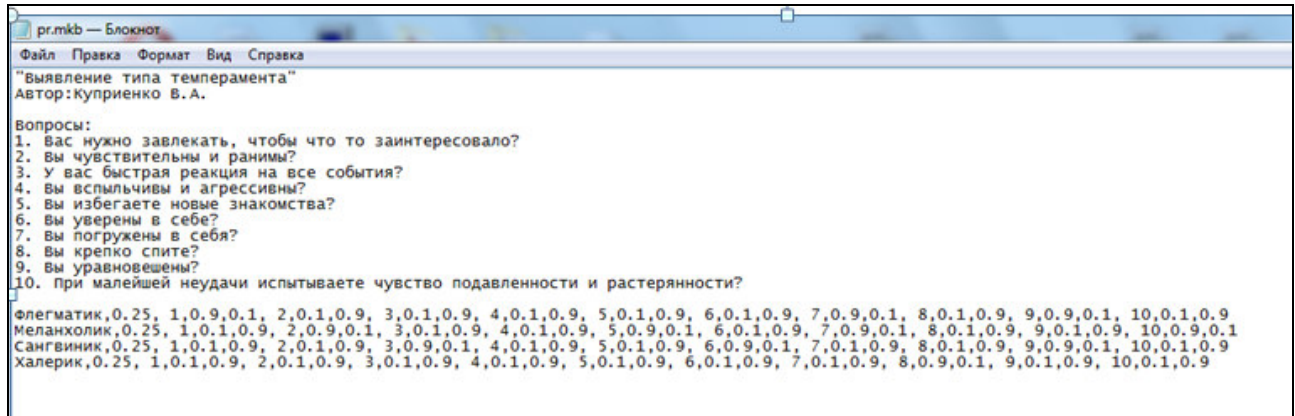 pr.mkb — Блокнот
Файл Правка Формат Вид Справка
"Выявление типа темперамента"
Автор:Куприенко В.А.
Вопросы:
1. Вас нужно завлекать, чтобы что то заинтересовало?
2. Вы чувствительны и ранимы?
3. У вас быстрая реакция на все события?
4. Вы вспыльчивы и агрессивны?
5. Вы избегаете новые знакомства?
6. Вы уверены в себе?
7. Вы погружены в себя?
8. Вы крепко спите?
9. Вы уравновешены?
10. При малейшей неудачи испытываете чувство подавленности и растерянности?
Флегматик,0.25, 1,0.9,0.1, 2,0.1,0.9, 3,0.1,0.9, 4,0.1,0.9, 5,0.1,0.9, 6,0.1,0.9, 7,0.9,0.1, 8,0.1,0.9, 9,0.9,0.1, 10,0.1,0.9
Меланхолик,0.25, 1,0.1,0.9, 2,0.9,0.1, 3,0.1,0.9, 4,0.1,0.9, 5,0.9,0.1, 6,0.1,0.9, 7,0.9,0.1, 8,0.1,0.9, 9,0.1,0.9, 10,0.9,0.1
Сангвиник,0.25, 1,0.1,0.9, 2,0.1,0.9, 3,0.9,0.1, 4,0.1,0.9, 5,0.1,0.9, 6,0.9,0.1, 7,0.1,0.9, 8,0.1,0.9, 9,0.9,0.1, 10,0.1,0.9
Халерик,0.25, 1,0.1,0.9, 2,0.1,0.9, 3,0.1,0.9, 4,0.1,0.9, 5,0.1,0.9, 6,0.1,0.9, 7,0.1,0.9, 8,0.9,0.1, 9,0.1,0.9, 10,0.1,0.9